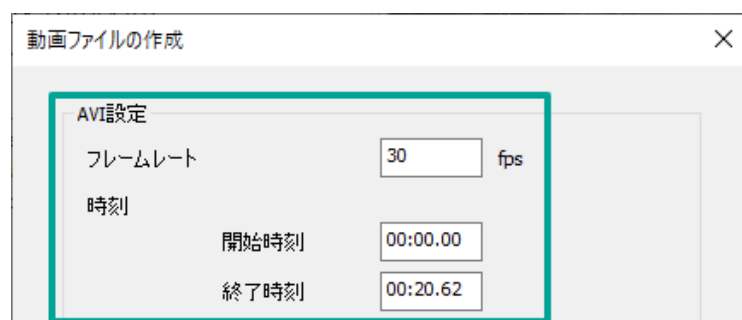 動画ファイルの作成
AVI設定
フレームレート 30 fps
時刻
開始時刻 00:00.00
終了時刻 00:20.62